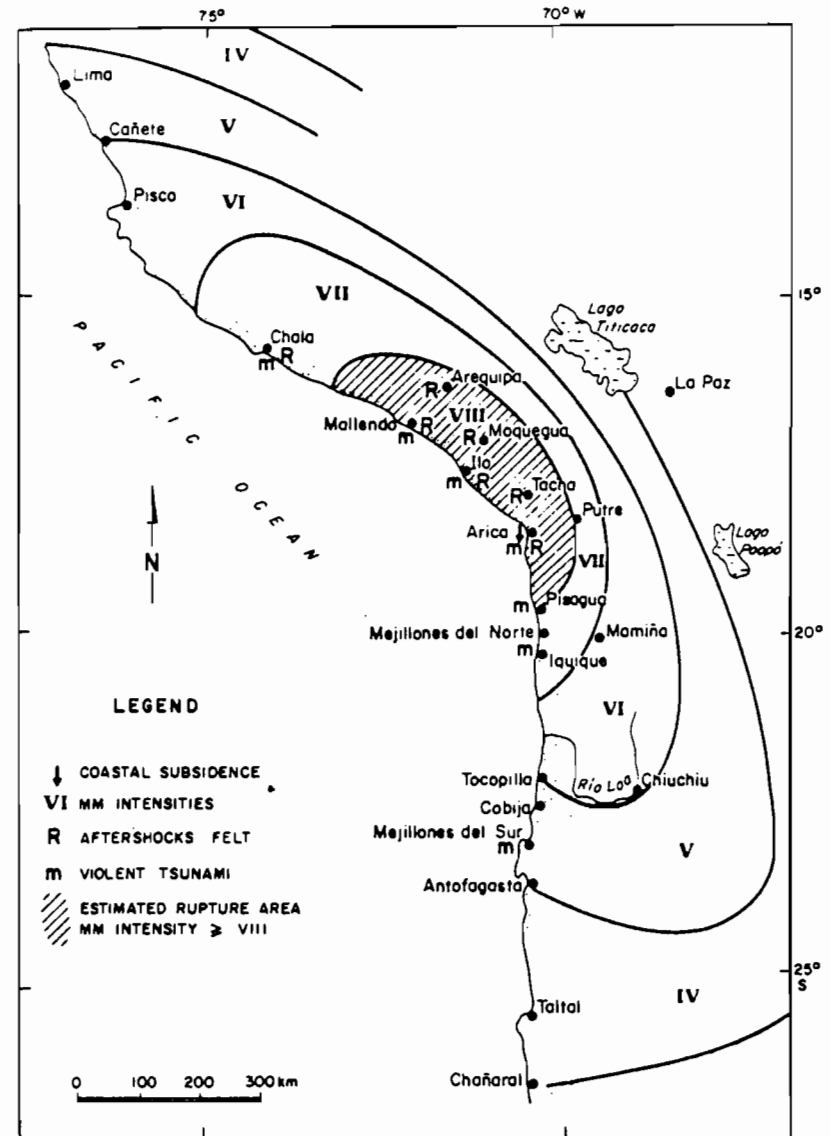 75°
70° W
IV
Lima
V
Cañete
Pisco
VI
15°
VII
Lago
Titicaca
PACIFIC OCEAN
Chala
m R
La Paz
R Arequipa
VIII
Mallendo
m R
R Moquegua
Ilo
m R
R Tacna
Putre
Arica
m R
Lago
Poopó
N
VII
m Pisagua
Mejillones del Norte
Mamiña
20°
m Iquique
LEGEND
VI
COASTAL SUBSIDENCE
Tocopilla
Río Loa
Chiuchiu
VI MM INTENSITIES
Cobija
R AFTERSHOCKS FELT
Mejillones del Sur
m
V
m VIOLENT TSUNAMI
Antofagasta
ESTIMATED RUPTURE AREA
MM INTENSITY ≥ VIII
25°
S
IV
Taltal
0 100 200 300 km
Chañaral